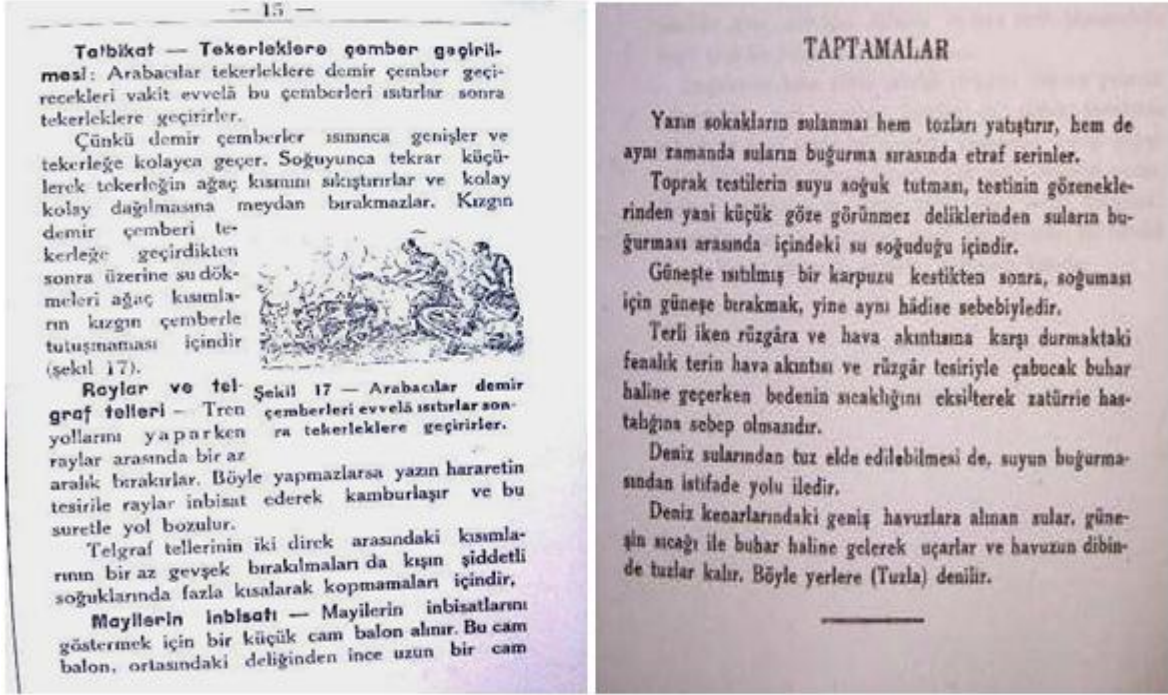 — 15 —
Tatbikat — Tekerleklere çember geçiril-
mesi: Arabacılar tekerleklere demir çember geçi-
recekleri vakit evvelâ bu çemberleri ısıtırlar sonra
tekerleklere geçirirler.
Çünkü demir çemberler ısınınca genişler ve
tekerleğe kolayca geçer. Soğuyunca tekrar küçü-
lerek tekerleğin ağaç kısmını sıkıştırırlar ve kolay
kolay dağılmasına meydan bırakmazlar. Kızgın
demir çemberi te-
kerleğe geçirdikten
sonra üzerine su dök-
meleri ağaç kısımla-
rın kızgın çemberle
tutuşmaması içindir
(şekil 17).
Raylar ve tel-
graf telleri — Tren
yollarını yaparken
raylar arasında bir az
Şekil 17 — Arabacılar demir
çemberleri evvelâ ısıtırlar son-
ra tekerleklere geçirirler.
aralık bırakırlar. Böyle yapmazlarsa yazın hararetin
tesirile raylar inbisat ederek kamburlaşır ve bu
suretle yol bozulur.
Telgraf tellerinin iki direk arasındaki kısımla-
rının bir az gevşek bırakılmaları da kışın şiddetli
soğuklarında fazla kısalarak kopmamaları içindir.
Mayilerin inbisatı — Mayilerin inbisatlarını
göstermek için bir küçük cam balon alınır. Bu cam
balon, ortasındaki deliğinden ince uzun bir cam
TAPTAMALAR
Yazın sokakların sulanmaı hem tozları yatıştırır, hem de
aynı zamanda suların buğurma sırasında etraf serinler.
Toprak testilerin suyu soğuk tutması, testinin gözenekle-
rinden yani küçük göze görünmez deliklerinden suların bu-
ğurması arasında içindeki su soğuduğu içindir.
Güneşte ısıtılmış bir karpuzu kestikten sonra, soğuması
için güneşe bırakmak, yine aynı hâdise sebebiyledir.
Terli iken rüzgâra ve hava akıntısına karşı durmaktaki
fenalık terin hava akıntısı ve rüzgâr tesiriyle çabucak buhar
haline geçerken bedenin sıcaklığını eksilterek zatürrie has-
talığına sebep olmasıdır.
Deniz sularından tuz elde edilebilmesi de, suyun buğurma-
sından istifade yolu iledir.
Deniz kenarlarındaki geniş havuzlara alınan sular, güne-
şin sıcağı ile buhar haline gelerek uçarlar ve havuzun dibin-
de tuzlar kalır. Böyle yerlere (Tuzla) denilir.